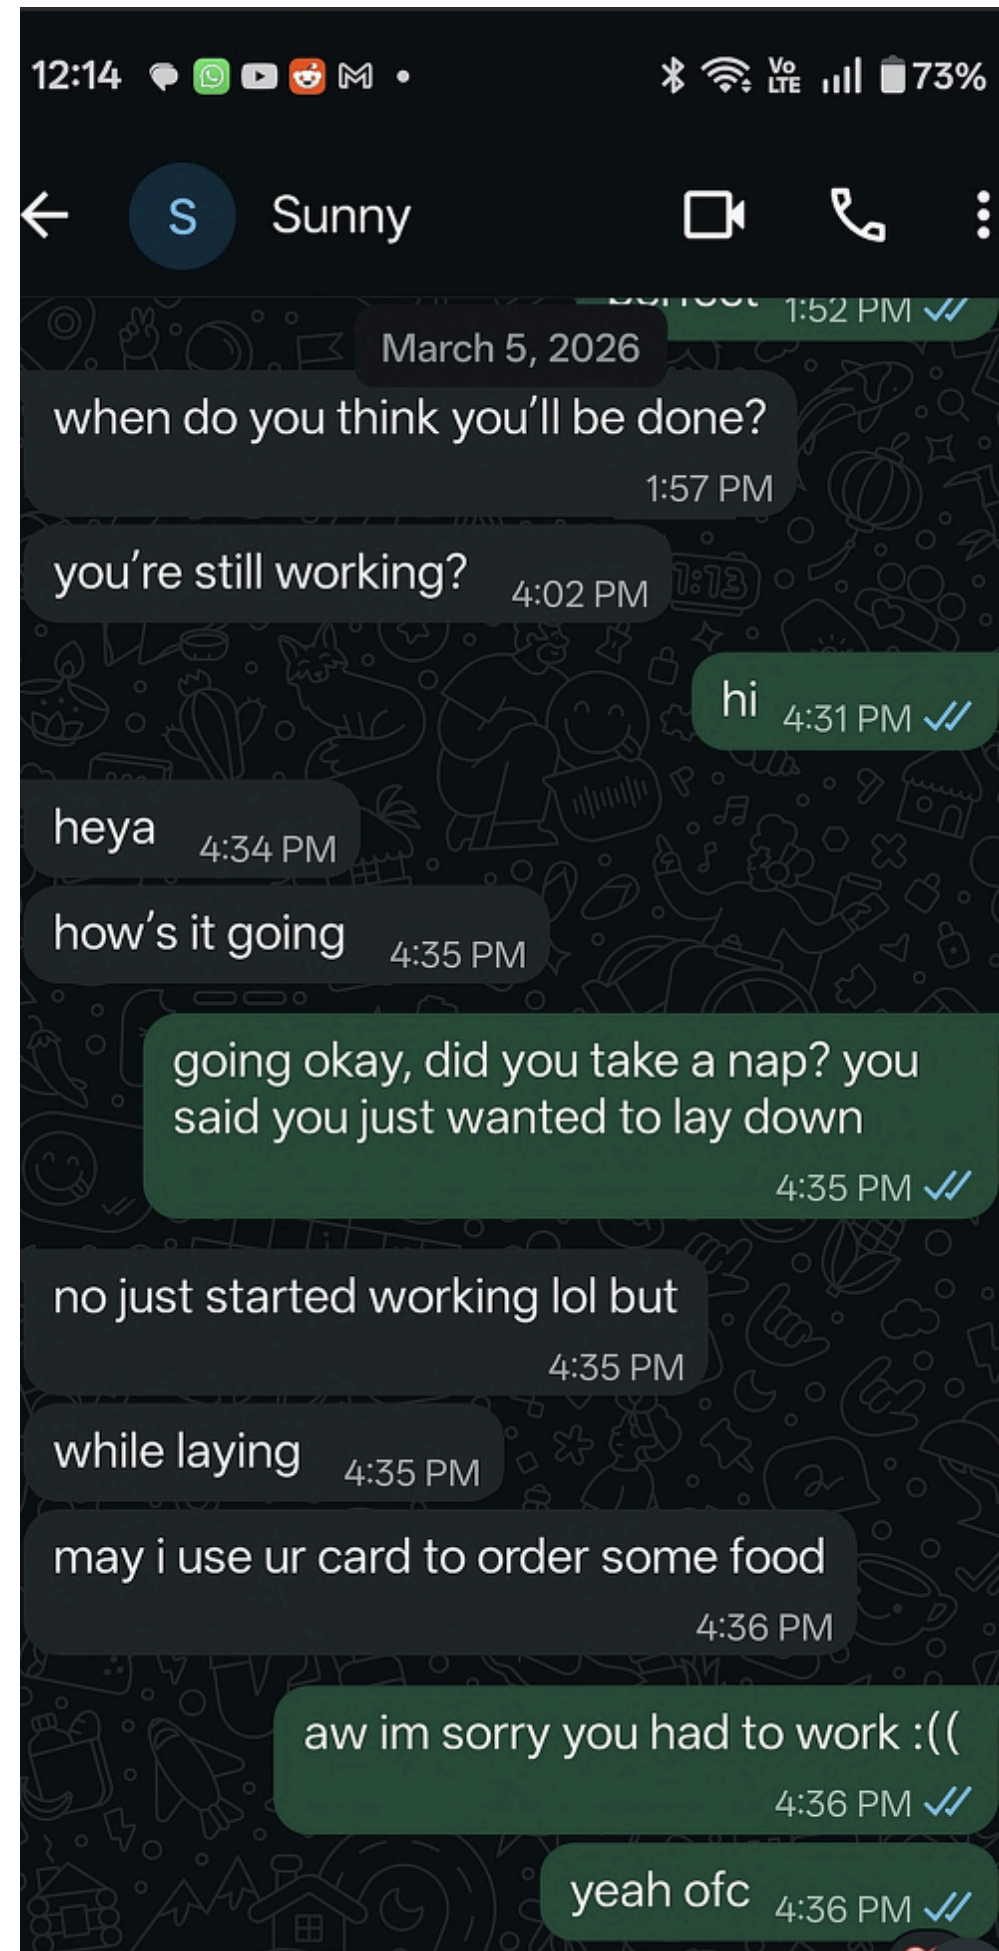 12:14
Vo
LTE
73%
S
Sunny
1:52 PM
March 5, 2026
when do you think you’ll be done?
1:57 PM
you’re still working?
4:02 PM
hi
4:31 PM
heya
4:34 PM
how’s it going
4:35 PM
going okay, did you take a nap? you
said you just wanted to lay down
4:35 PM
no just started working lol but
4:35 PM
while laying
4:35 PM
may i use ur card to order some food
4:36 PM
aw im sorry you had to work :((
4:36 PM
yeah ofc
4:36 PM